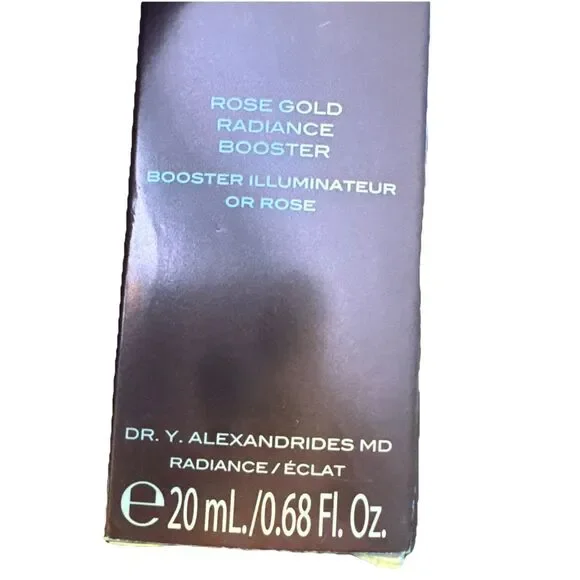 ROSE GOLD
RADIANCE
BOOSTER
BOOSTER ILLUMINATEUR
OR ROSE
DR. Y. ALEXANDRIDES MD
RADIANCE / ÉCLAT
℮ 20 mL./0.68 Fl. Oz.